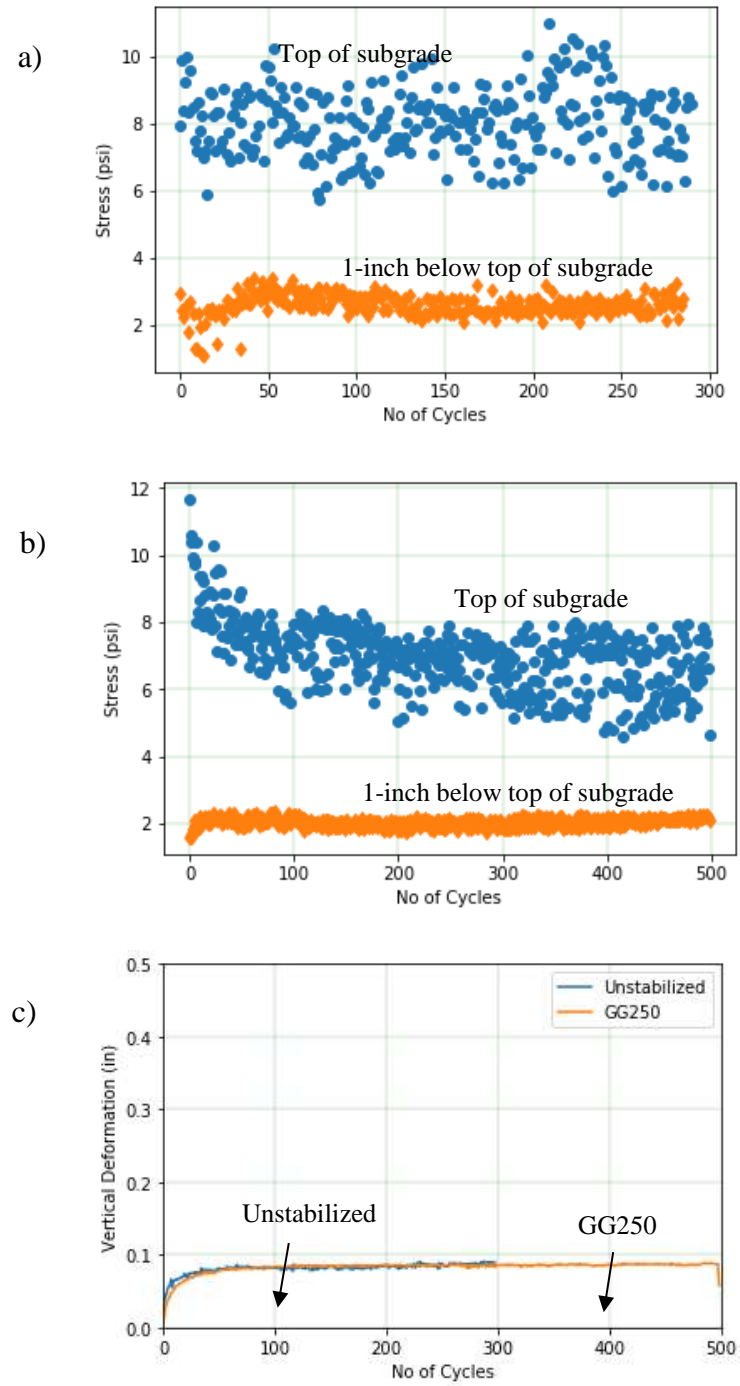 a)
10
8
6
4
2
Stress (psi)
Top of subgrade
1-inch below top of subgrade
0 50 100 150 200 250 300
No of Cycles
b)
12
10
8
6
4
2
Stress (psi)
Top of subgrade
1-inch below top of subgrade
0 100 200 300 400 500
No of Cycles
c)
0.5
0.4
0.3
0.2
0.1
0.0
Vertical Deformation (in)
Unstabilized
GG250
Unstabilized
GG250
0 100 200 300 400 500
No of Cycles